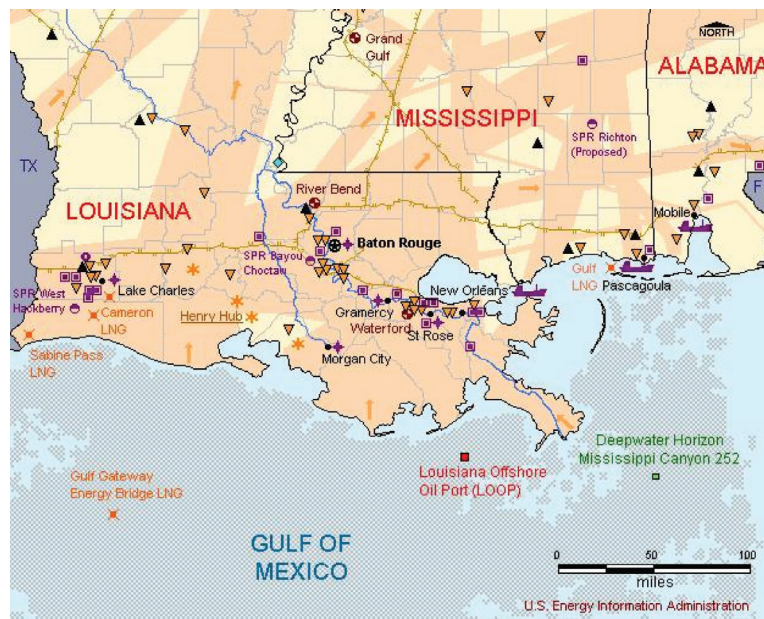 NORTH
Grand
Gulf
ALABAMA
MISSISSIPPI
SPR Richton
(Proposed)
TX
F
River Bend
LOUISIANA
Mobile
Baton Rouge
SPR Bayou
Choctaw
Gulf
LNG
Pascagoula
SPR West
Hackberry
Lake Charles
New Orleans
Cameron
LNG
Henry Hub
Gramercy
Waterford
St Rose
Sabine Pass
LNG
Morgan City
Deepwater Horizon
Mississippi Canyon 252
Louisiana Offshore
Oil Port (LOOP)
Gulf Gateway
Energy Bridge LNG
GULF OF
MEXICO
0 50 100
miles
U.S. Energy Information Administration